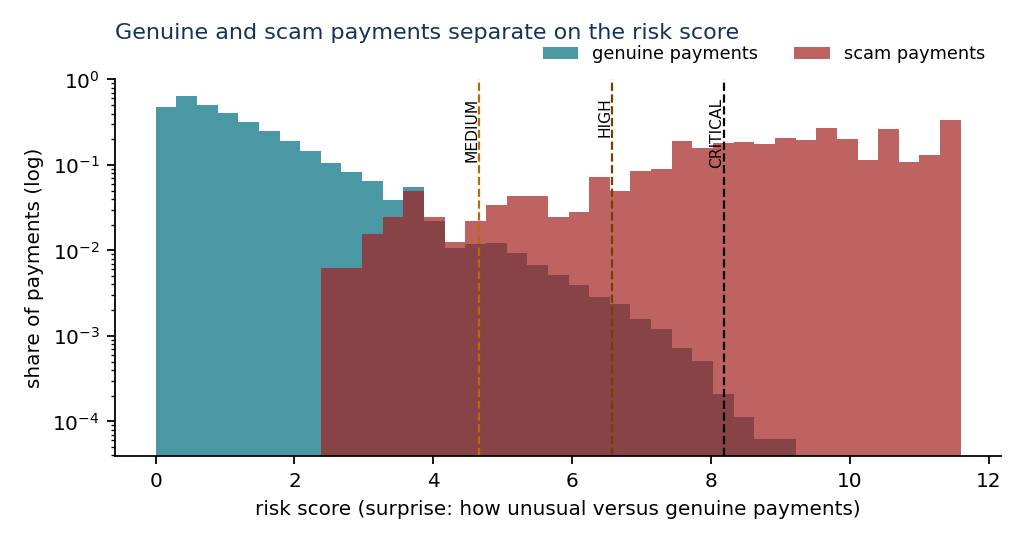 Genuine and scam payments separate on the risk score
genuine payments
scam payments
share of payments (log)
10⁰
10⁻¹
10⁻²
10⁻³
10⁻⁴
MEDIUM
HIGH
CRITICAL
0 2 4 6 8 10 12
risk score (surprise: how unusual versus genuine payments)